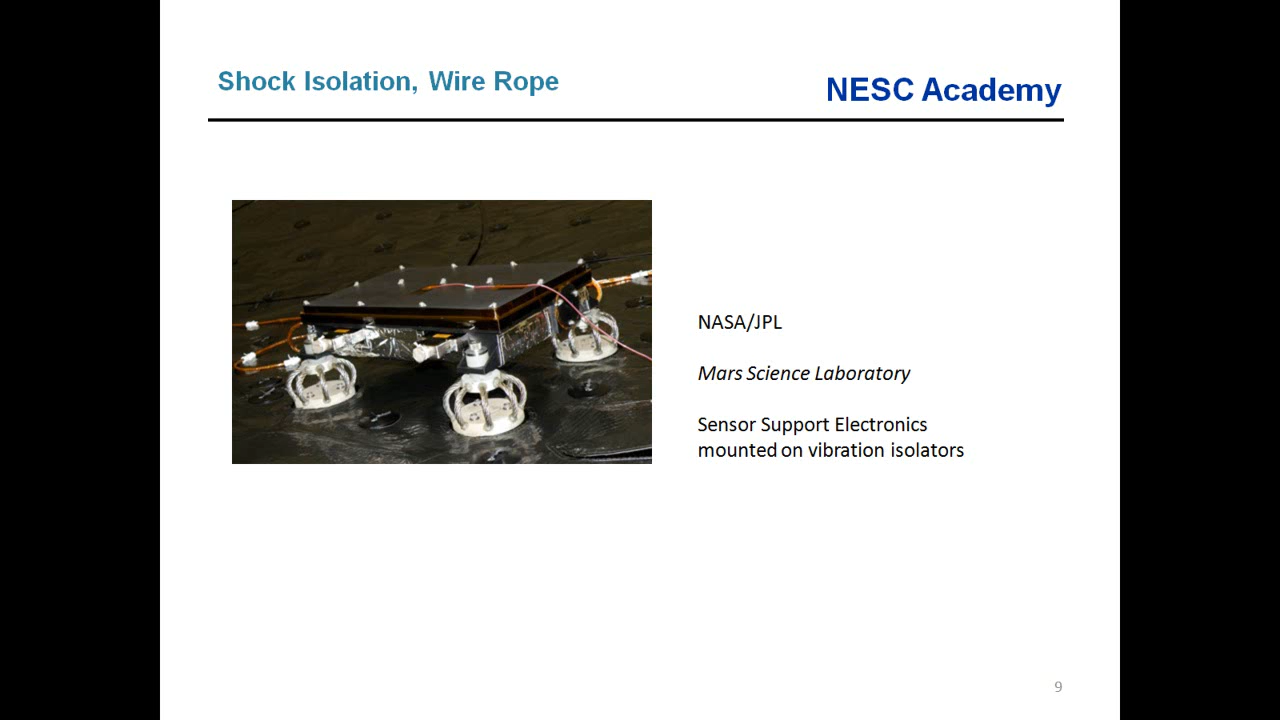 Shock Isolation, Wire Rope
NESC Academy
NASA/JPL
Mars Science Laboratory
Sensor Support Electronics
mounted on vibration isolators
9